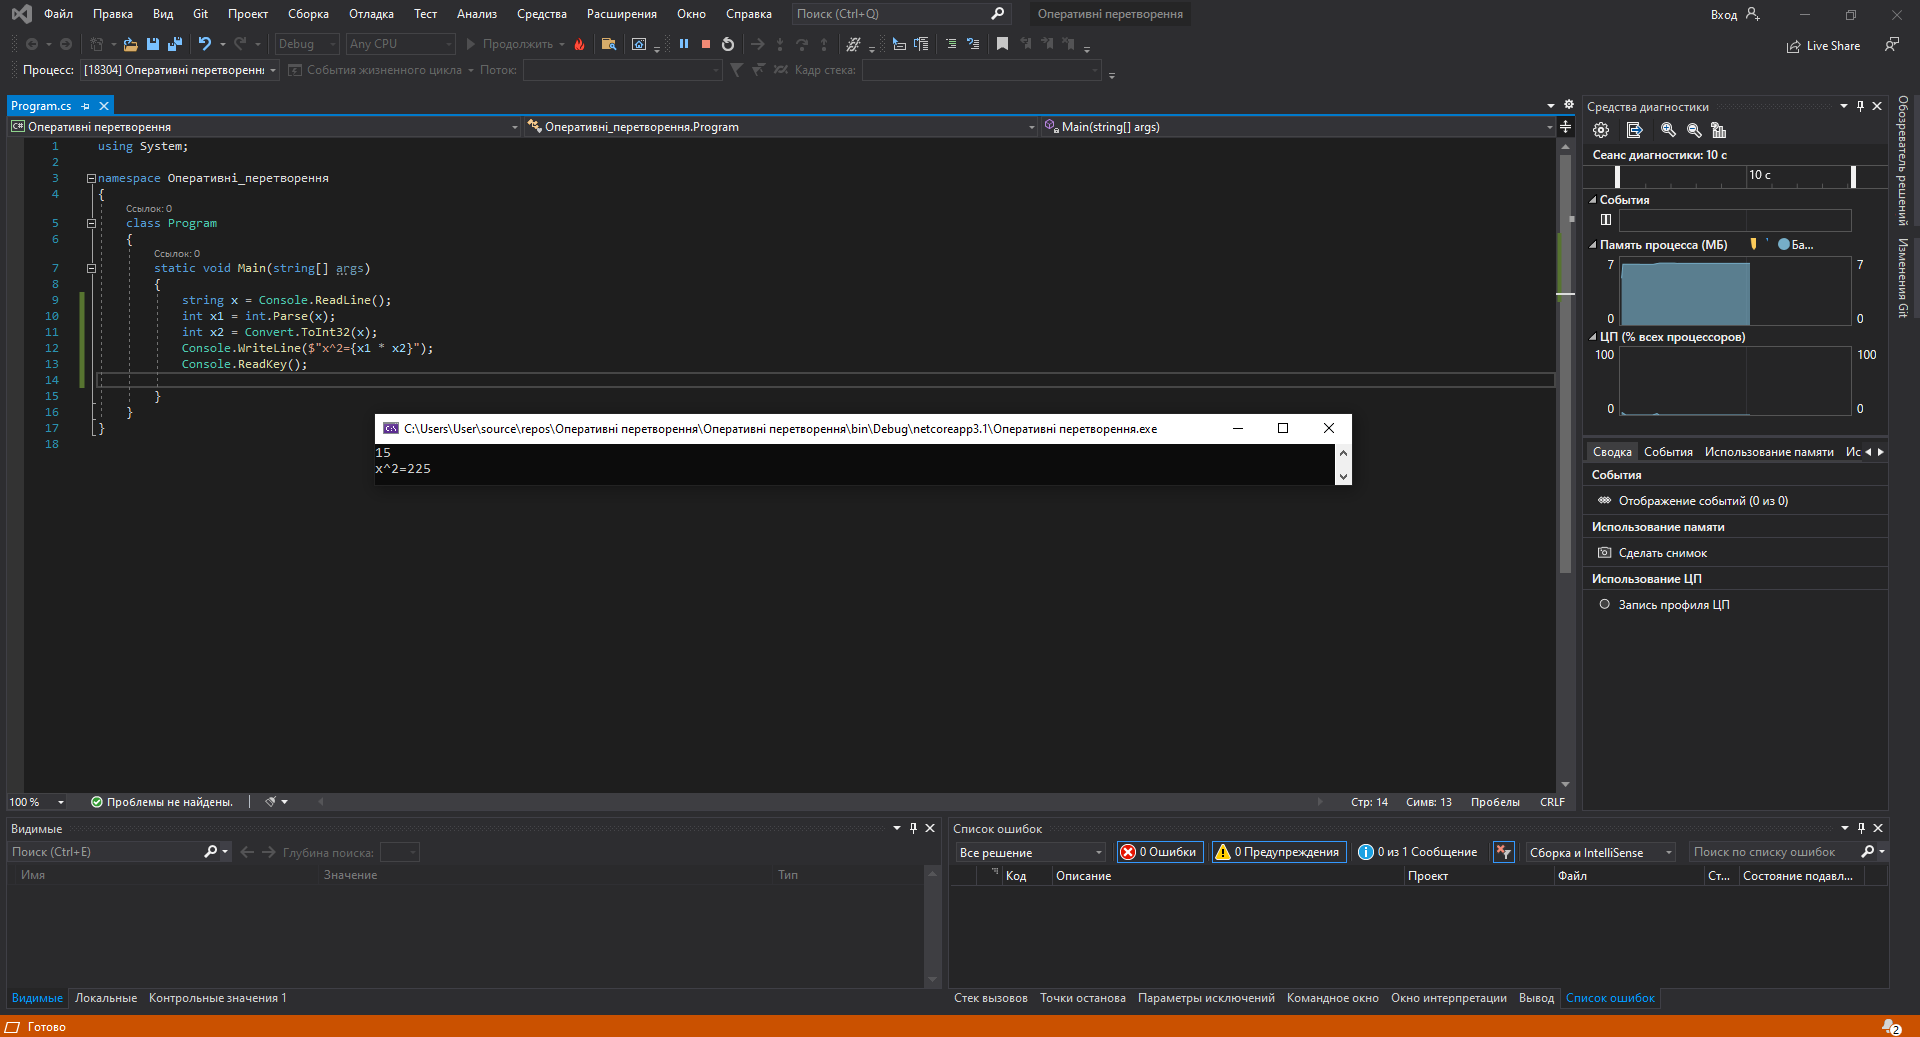 Файл Правка Вид Git Проект Сборка Отладка Тест Анализ Средства Расширения Окно Справка Поиск (Ctrl+Q) Оперативні перетворення Вход
Debug Any CPU Продолжить Live Share
Процесс: [18304] Оперативні перетворенн События жизненного цикла Поток: Кадр стека:
Program.cs
Оперативні перетворення Оперативні_перетворення.Program Main(string[] args)
1 using System;
2
3 namespace Оперативні_перетворення
4 {
Ссылок: 0
5 class Program
6 {
Ссылок: 0
7 static void Main(string[] args)
8 {
9 string x = Console.ReadLine();
10 int x1 = int.Parse(x);
11 int x2 = Convert.ToInt32(x);
12 Console.WriteLine($"x^2={x1 * x2}");
13 Console.ReadKey();
14
15 }
16 }
17 }
18
C:\Users\User\source\repos\Оперативні перетворення\Оперативні перетворення\bin\Debug\netcoreapp3.1\Оперативні перетворення.exe
15
x^2=225
100 % Проблемы не найдены. Стр: 14 Симв: 13 Пробелы CRLF
Средства диагностики
Сеанс диагностики: 10 с
10 с
События
Память процесса (МБ) Ба...
7 7
0 0
ЦП (% всех процессоров)
100 100
0 0
Сводка События Использование памяти Ис
События
Отображение событий (0 из 0)
Использование памяти
Сделать снимок
Использование ЦП
Запись профиля ЦП
Обозреватель решений
Изменения Git
Видимые
Поиск (Ctrl+E) Глубина поиска:
Имя Значение Тип
Видимые Локальные Контрольные значения 1
Список ошибок
Все решение 0 Ошибки 0 Предупреждения 0 из 1 Сообщение Сборка и IntelliSense Поиск по списку ошибок
Код Описание Проект Файл Ст... Состояние подавл...
Стек вызовов Точки останова Параметры исключений Командное окно Окно интерпретации Вывод Список ошибок
Готово 2